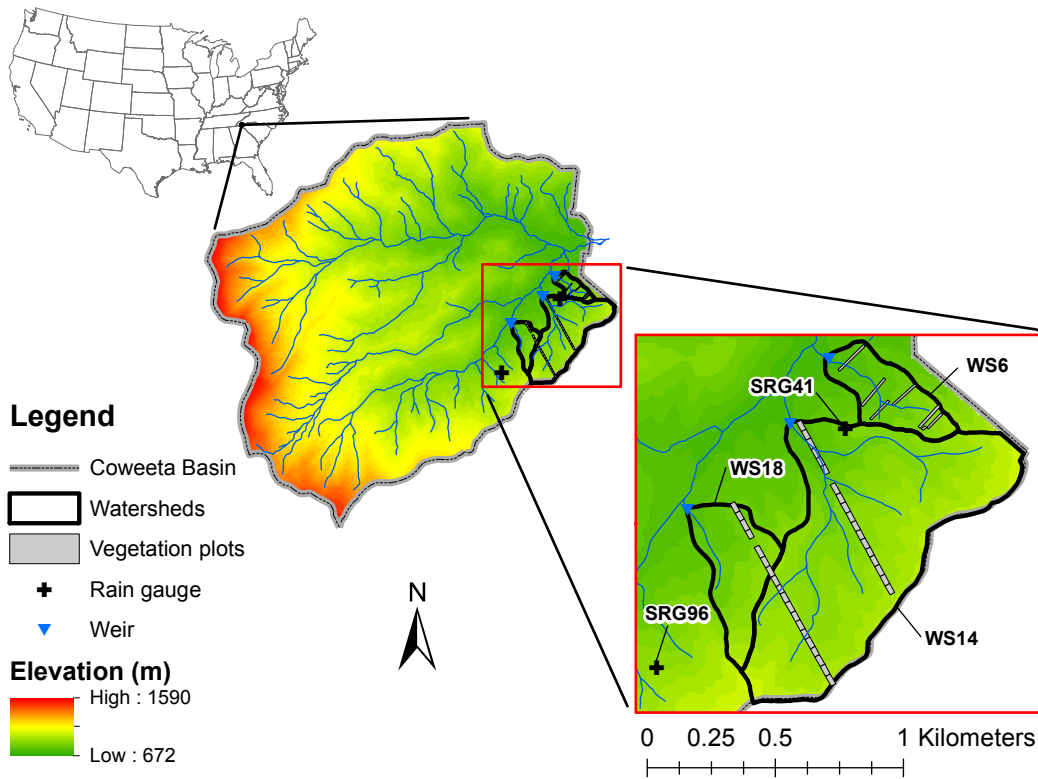 WS6
SRG41
WS18
SRG96
WS14
Legend
Coweeta Basin
Watersheds
Vegetation plots
Rain gauge
Weir
N
Elevation (m)
High : 1590
Low : 672
0 0.25 0.5 1 Kilometers